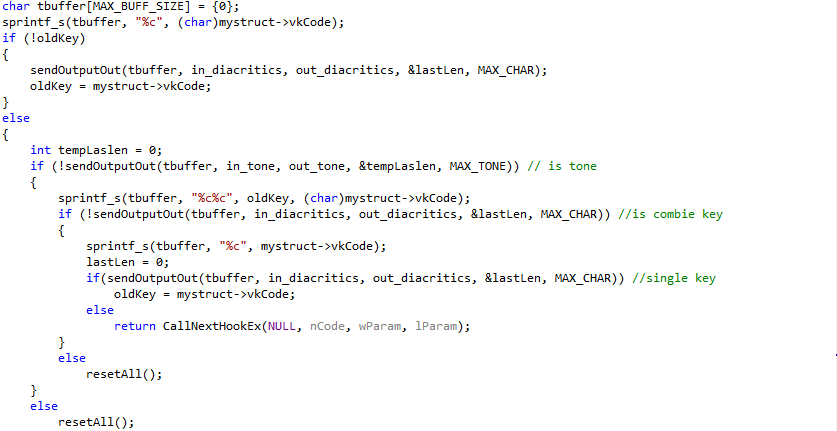 char tbuffer[MAX_BUFF_SIZE] = {0};
sprintf_s(tbuffer, "%c", (char)mystruct->vkCode);
if (!oldKey)
{
    sendOutputOut(tbuffer, in_diacritics, out_diacritics, &lastLen, MAX_CHAR);
    oldKey = mystruct->vkCode;
}
else
{
    int tempLaslen = 0;
    if (!sendOutputOut(tbuffer, in_tone, out_tone, &tempLaslen, MAX_TONE)) // is tone
    {
        sprintf_s(tbuffer, "%c%c", oldKey, (char)mystruct->vkCode);
        if (!sendOutputOut(tbuffer, in_diacritics, out_diacritics, &lastLen, MAX_CHAR)) //is combie key
        {
            sprintf_s(tbuffer, "%c", mystruct->vkCode);
            lastLen = 0;
            if(sendOutputOut(tbuffer, in_diacritics, out_diacritics, &lastLen, MAX_CHAR)) //single key
                oldKey = mystruct->vkCode;
            else
                return CallNextHookEx(NULL, nCode, wParam, lParam);
        }
        else
            resetAll();
    }
    else
        resetAll();